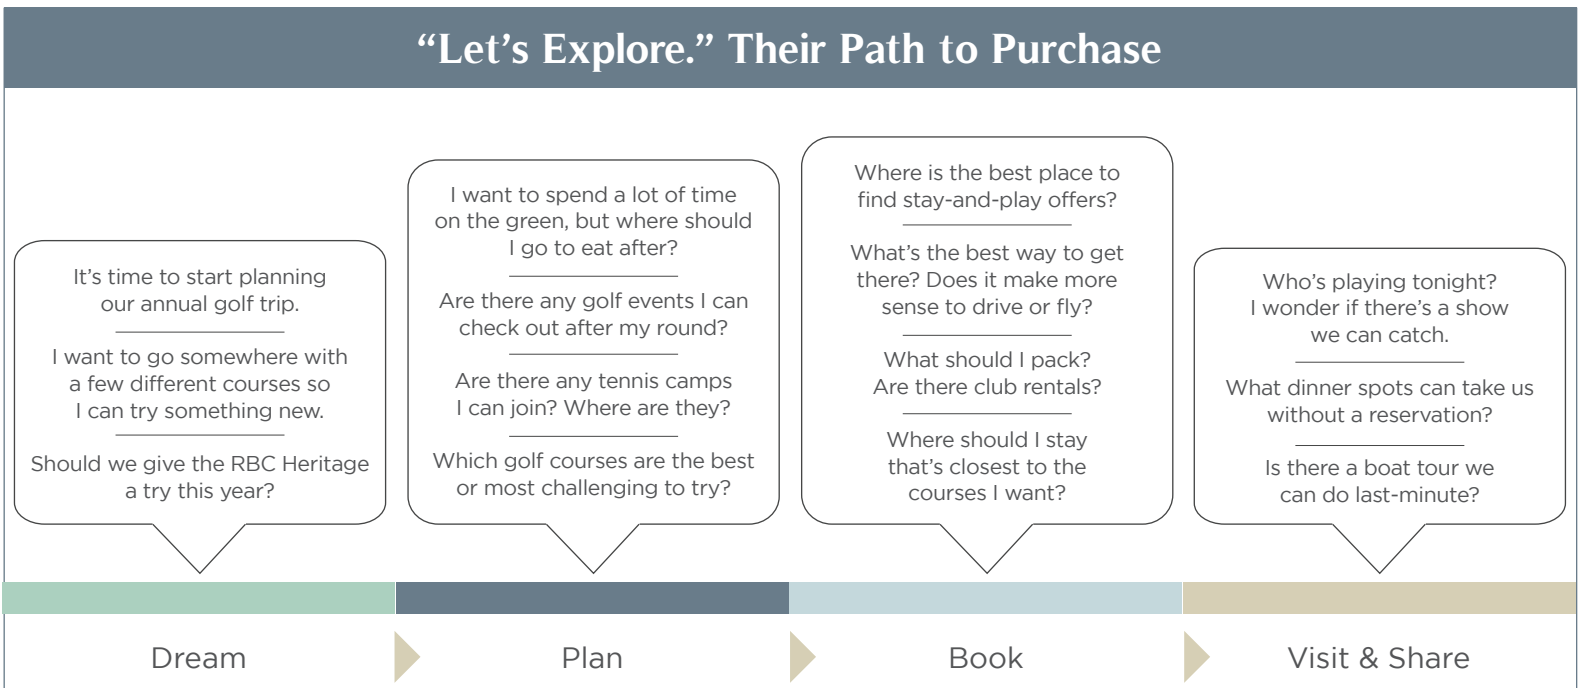 “Let’s Explore.” Their Path to Purchase
It’s time to start planning
our annual golf trip.
I want to go somewhere with
a few different courses so
I can try something new.
Should we give the RBC Heritage
a try this year?
I want to spend a lot of time
on the green, but where should
I go to eat after?
Are there any golf events I can
check out after my round?
Are there any tennis camps
I can join? Where are they?
Which golf courses are the best
or most challenging to try?
Where is the best place to
find stay-and-play offers?
What’s the best way to get
there? Does it make more
sense to drive or fly?
What should I pack?
Are there club rentals?
Where should I stay
that’s closest to the
courses I want?
Who’s playing tonight?
I wonder if there’s a show
we can catch.
What dinner spots can take us
without a reservation?
Is there a boat tour we
can do last-minute?
Dream
Plan
Book
Visit & Share